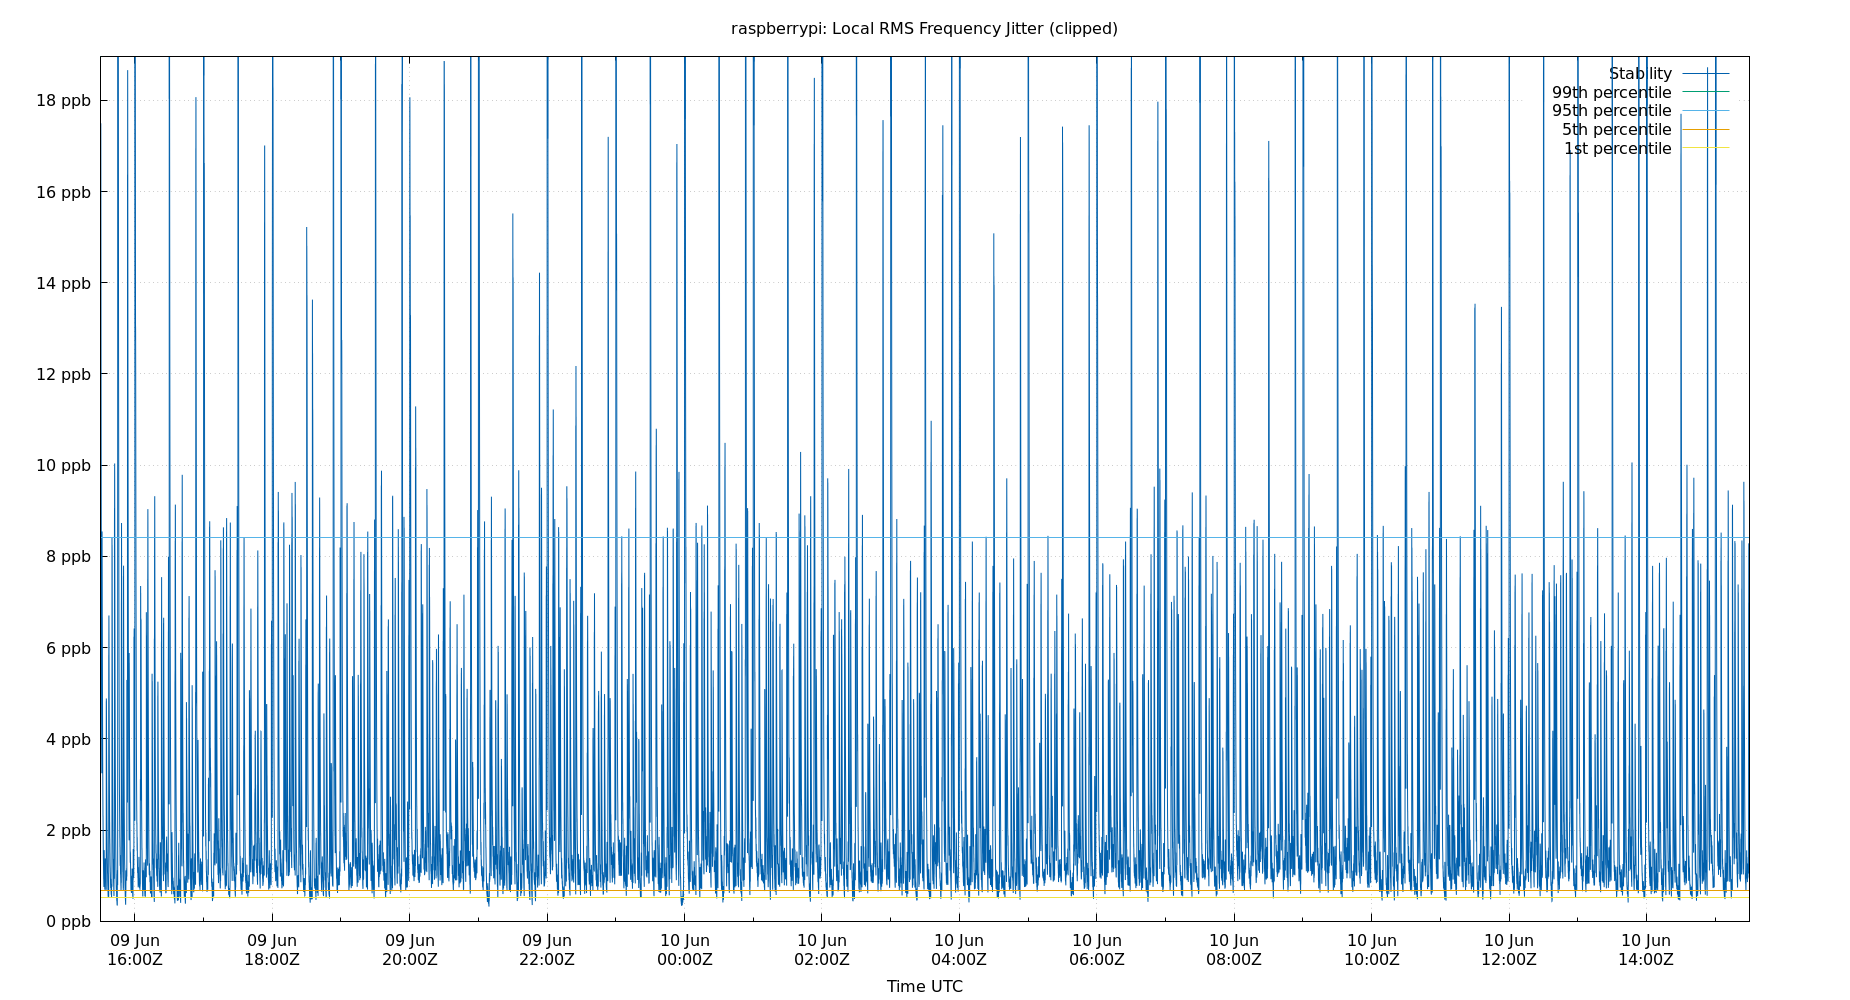 raspberrypi: Local RMS Frequency Jitter (clipped)
Stability
99th percentile
95th percentile
5th percentile
1st percentile
18 ppb
16 ppb
14 ppb
12 ppb
10 ppb
8 ppb
6 ppb
4 ppb
2 ppb
0 ppb
09 Jun 09 Jun 09 Jun 09 Jun 10 Jun 10 Jun 10 Jun 10 Jun 10 Jun 10 Jun 10 Jun 10 Jun
16:00Z 18:00Z 20:00Z 22:00Z 00:00Z 02:00Z 04:00Z 06:00Z 08:00Z 10:00Z 12:00Z 14:00Z
Time UTC